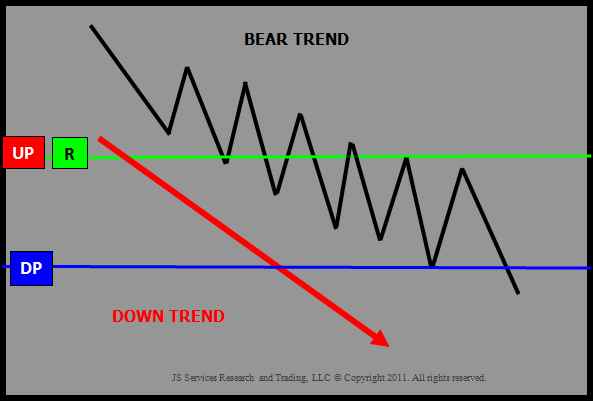 BEAR TREND
UP
R
DP
DOWN TREND
JS Services Research and Trading, LLC © Copyright 2011. All rights reserved.